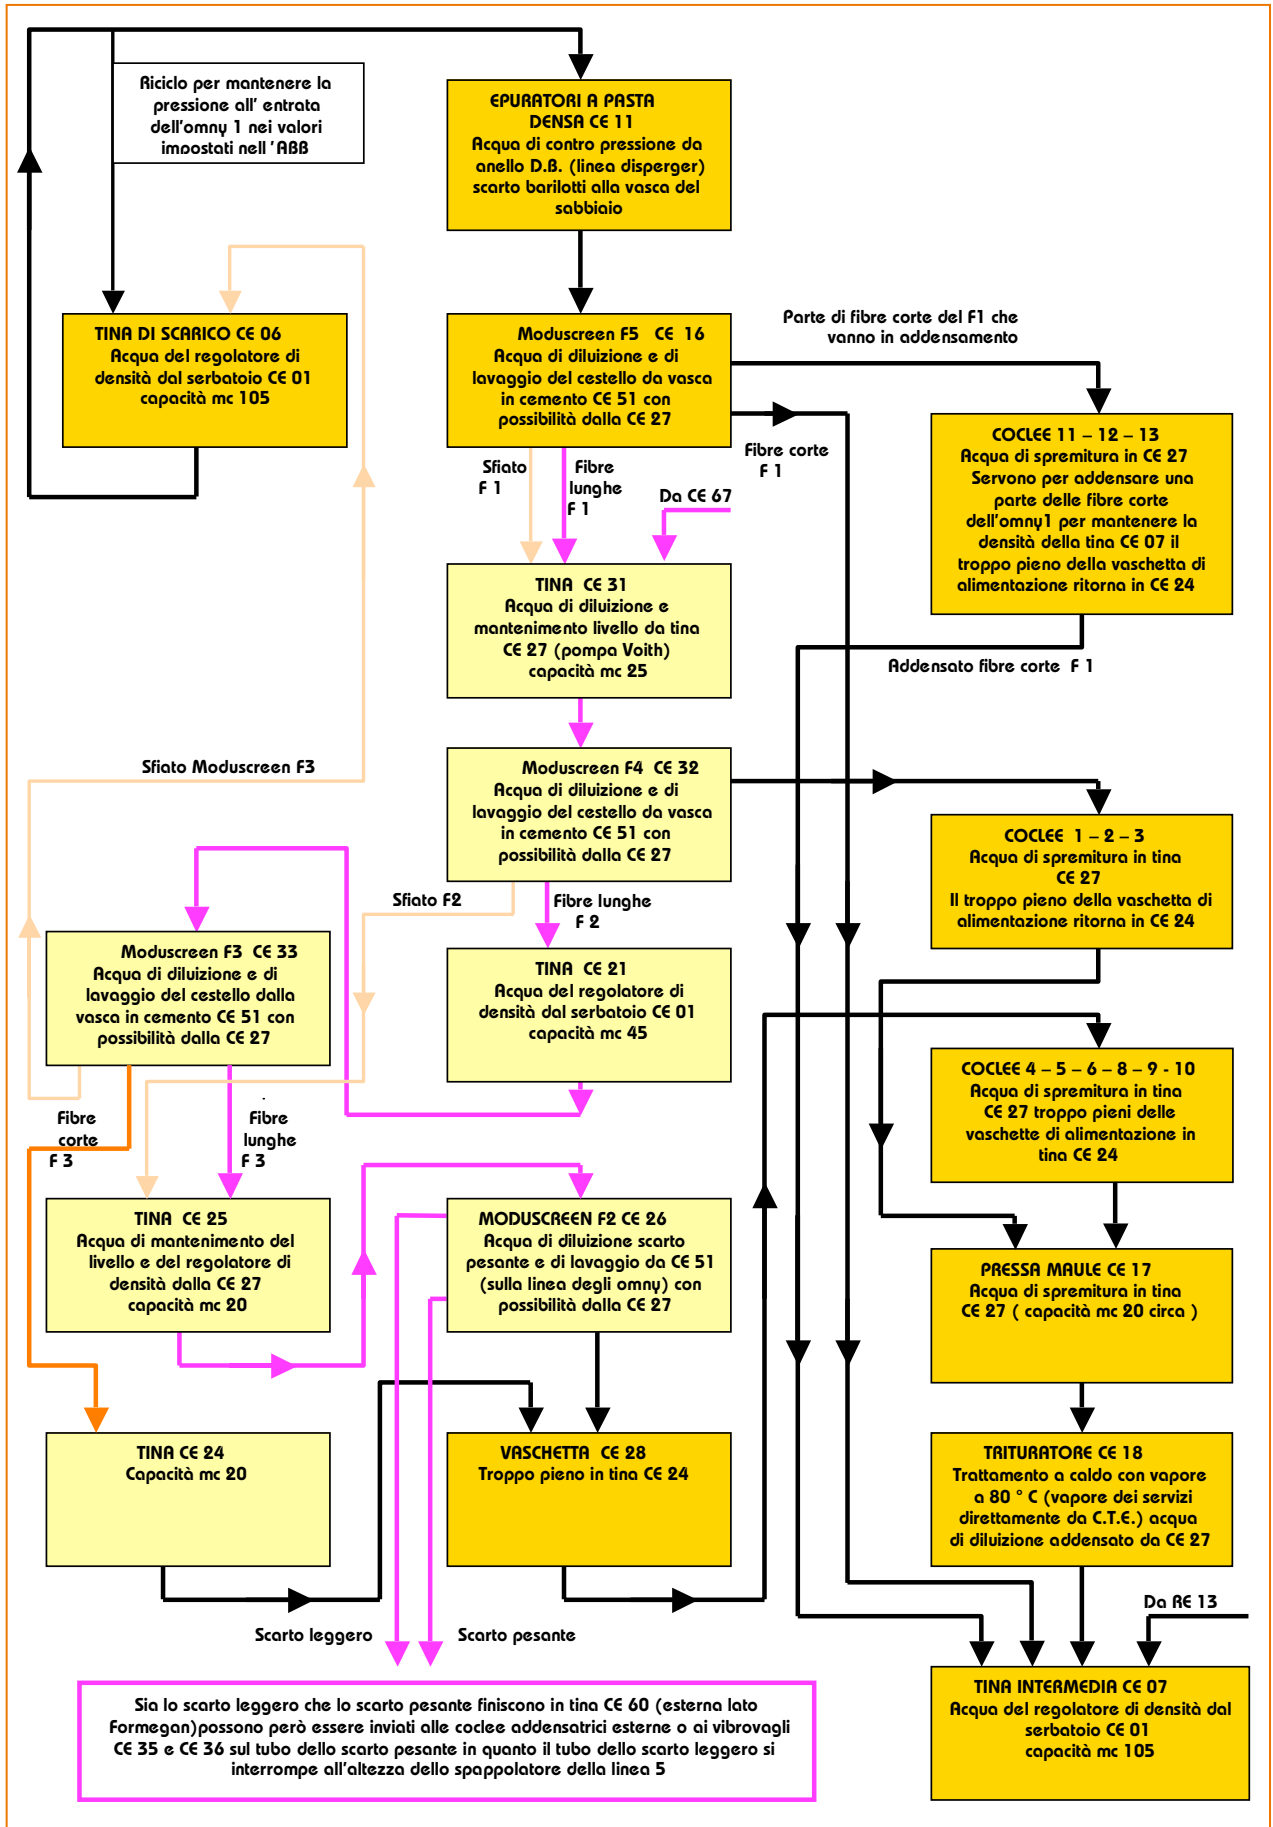 Riciclo per mantenere la
pressione all' entrata
dell'omny 1 nei valori
impostati nell 'ABB
EPURATORI A PASTA
DENSA CE 11
Acqua di contro pressione da
anello D.B. (linea disperger)
scarto barilotti alla vasca del
sabbiaio
TINA DI SCARICO CE 06
Acqua del regolatore di
densità dal serbatoio CE 01
capacità mc 105
Moduscreen F5 CE 16
Acqua di diluizione e di
lavaggio del cestello da vasca
in cemento CE 51 con
possibilità dalla CE 27
Parte di fibre corte del F1 che
vanno in addensamento
COCLEE 11 – 12 – 13
Acqua di spremitura in CE 27
Servono per addensare una
parte delle fibre corte
dell'omny1 per mantenere la
densità della tina CE 07 il
troppo pieno della vaschetta di
alimentazione ritorna in CE 24
Fibre corte
F 1
Sfiato
F 1
Fibre
lunghe
F 1
Da CE 67
TINA CE 31
Acqua di diluizione e
mantenimento livello da tina
CE 27 (pompa Voith)
capacità mc 25
Addensato fibre corte F 1
Sfiato Moduscreen F3
Moduscreen F4 CE 32
Acqua di diluizione e di
lavaggio del cestello da vasca
in cemento CE 51 con
possibilità dalla CE 27
COCLEE 1 – 2 – 3
Acqua di spremitura in tina
CE 27
Il troppo pieno della vaschetta di
alimentazione ritorna in CE 24
Sfiato F2
Fibre lunghe
F 2
Moduscreen F3 CE 33
Acqua di diluizione e di
lavaggio del cestello dalla
vasca in cemento CE 51 con
possibilità dalla CE 27
TINA CE 21
Acqua del regolatore di
densità dal serbatoio CE 01
capacità mc 45
COCLEE 4 – 5 – 6 – 8 – 9 - 10
Acqua di spremitura in tina
CE 27 troppo pieni delle
vaschette di alimentazione in
tina CE 24
Fibre
corte
F 3
Fibre
lunghe
F 3
TINA CE 25
Acqua di mantenimento del
livello e del regolatore di
densità dalla CE 27
capacità mc 20
MODUSCREEN F2 CE 26
Acqua di diluizione scarto
pesante e di lavaggio da CE 51
(sulla linea degli omny) con
possibilità dalla CE 27
PRESSA MAULE CE 17
Acqua di spremitura in tina
CE 27 ( capacità mc 20 circa )
TINA CE 24
Capacità mc 20
VASCHETTA CE 28
Troppo pieno in tina CE 24
TRITURATORE CE 18
Trattamento a caldo con vapore
a 80 ° C (vapore dei servizi
direttamente da C.T.E.) acqua
di diluizione addensato da CE 27
Da RE 13
Scarto leggero
Scarto pesante
Sia lo scarto leggero che lo scarto pesante finiscono in tina CE 60 (esterna lato
Formegan)possono però essere inviati alle coclee addensatrici esterne o ai vibrovagli
CE 35 e CE 36 sul tubo dello scarto pesante in quanto il tubo dello scarto leggero si
interrompe all'altezza dello spappolatore della linea 5
TINA INTERMEDIA CE 07
Acqua del regolatore di densità dal
serbatoio CE 01
capacità mc 105